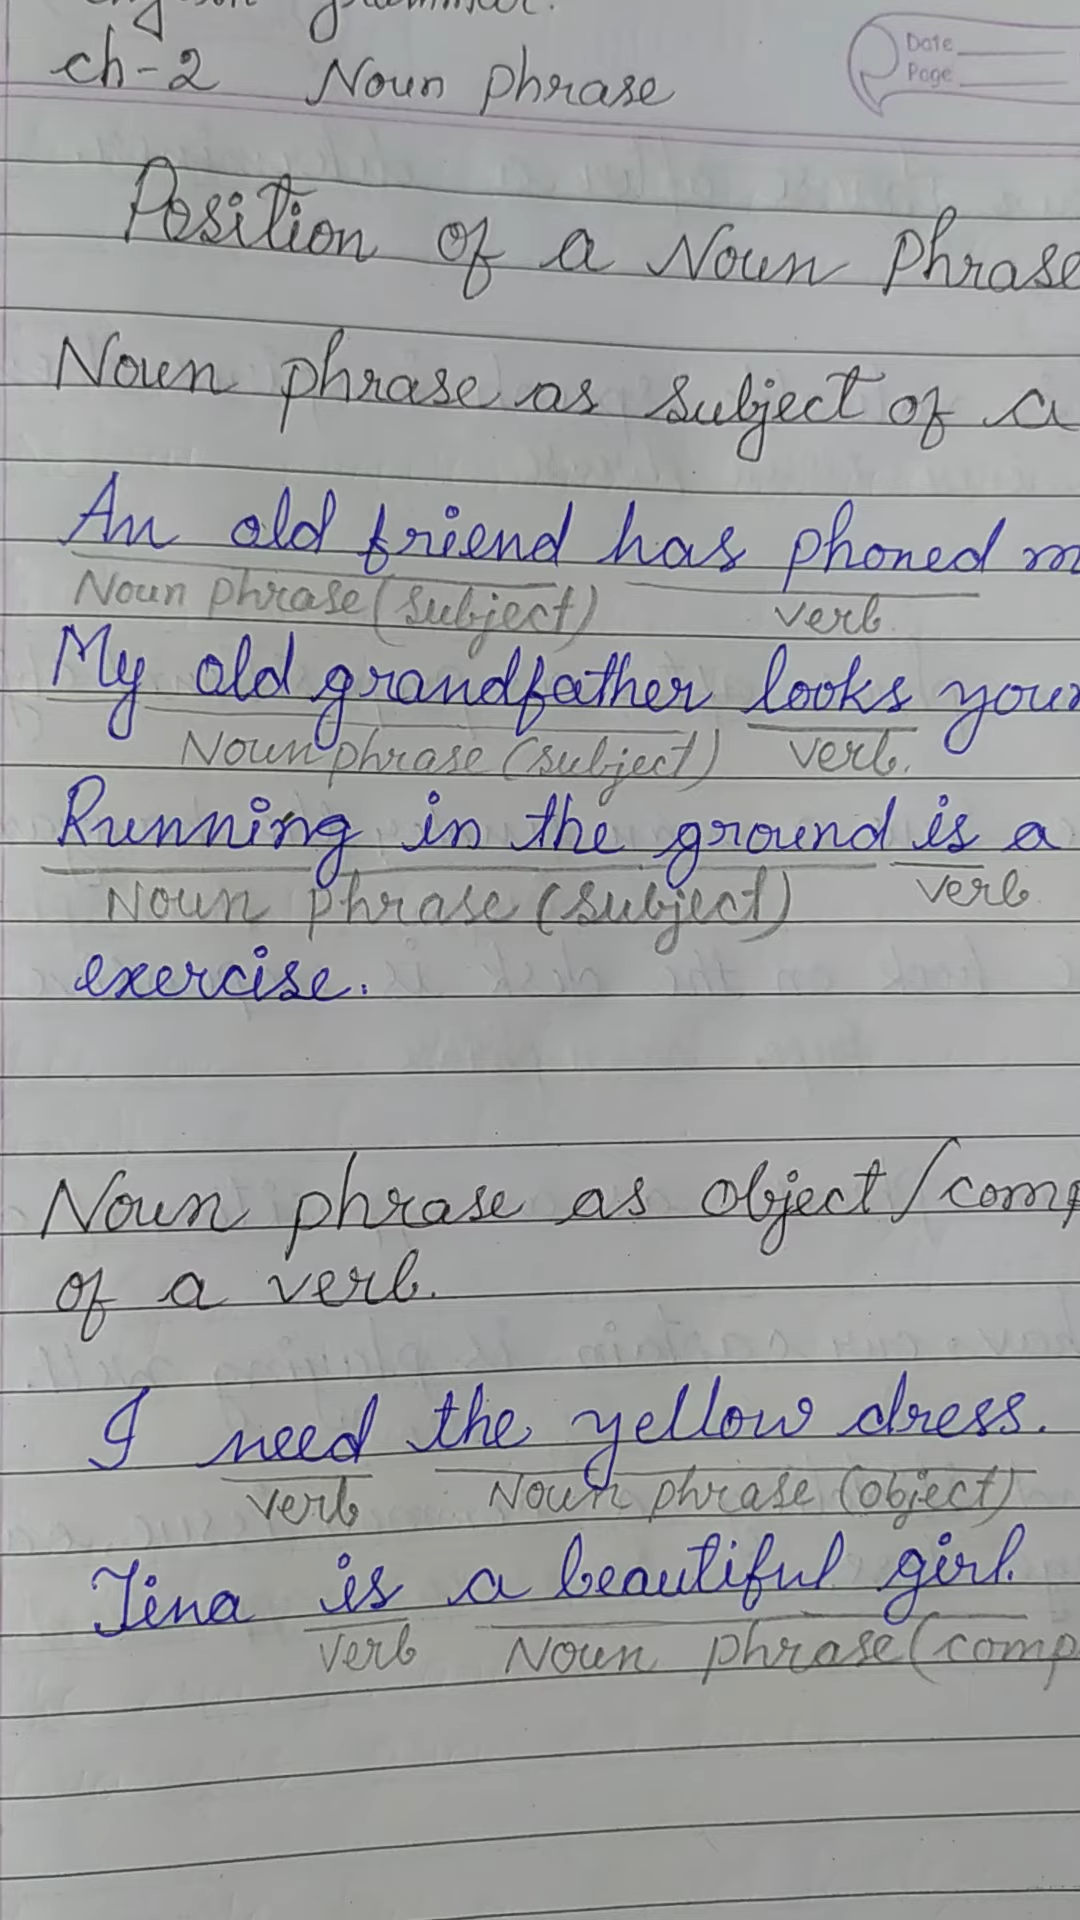 grammar.
ch-2 Noun phrase
Date
Page
Position of a Noun Phrase
Noun phrase as subject of a
An old friend has phoned
Noun phrase (subject) verb.
My old grandfather looks
Noun phrase (subject) verb.
Running in the ground is a
Noun phrase (subject) verb.
exercise.
Noun phrase as object/comp
of a verb.
I need the yellow dress.
verb Noun phrase (object)
Tina is a beautiful girl.
verb Noun phrase (comp